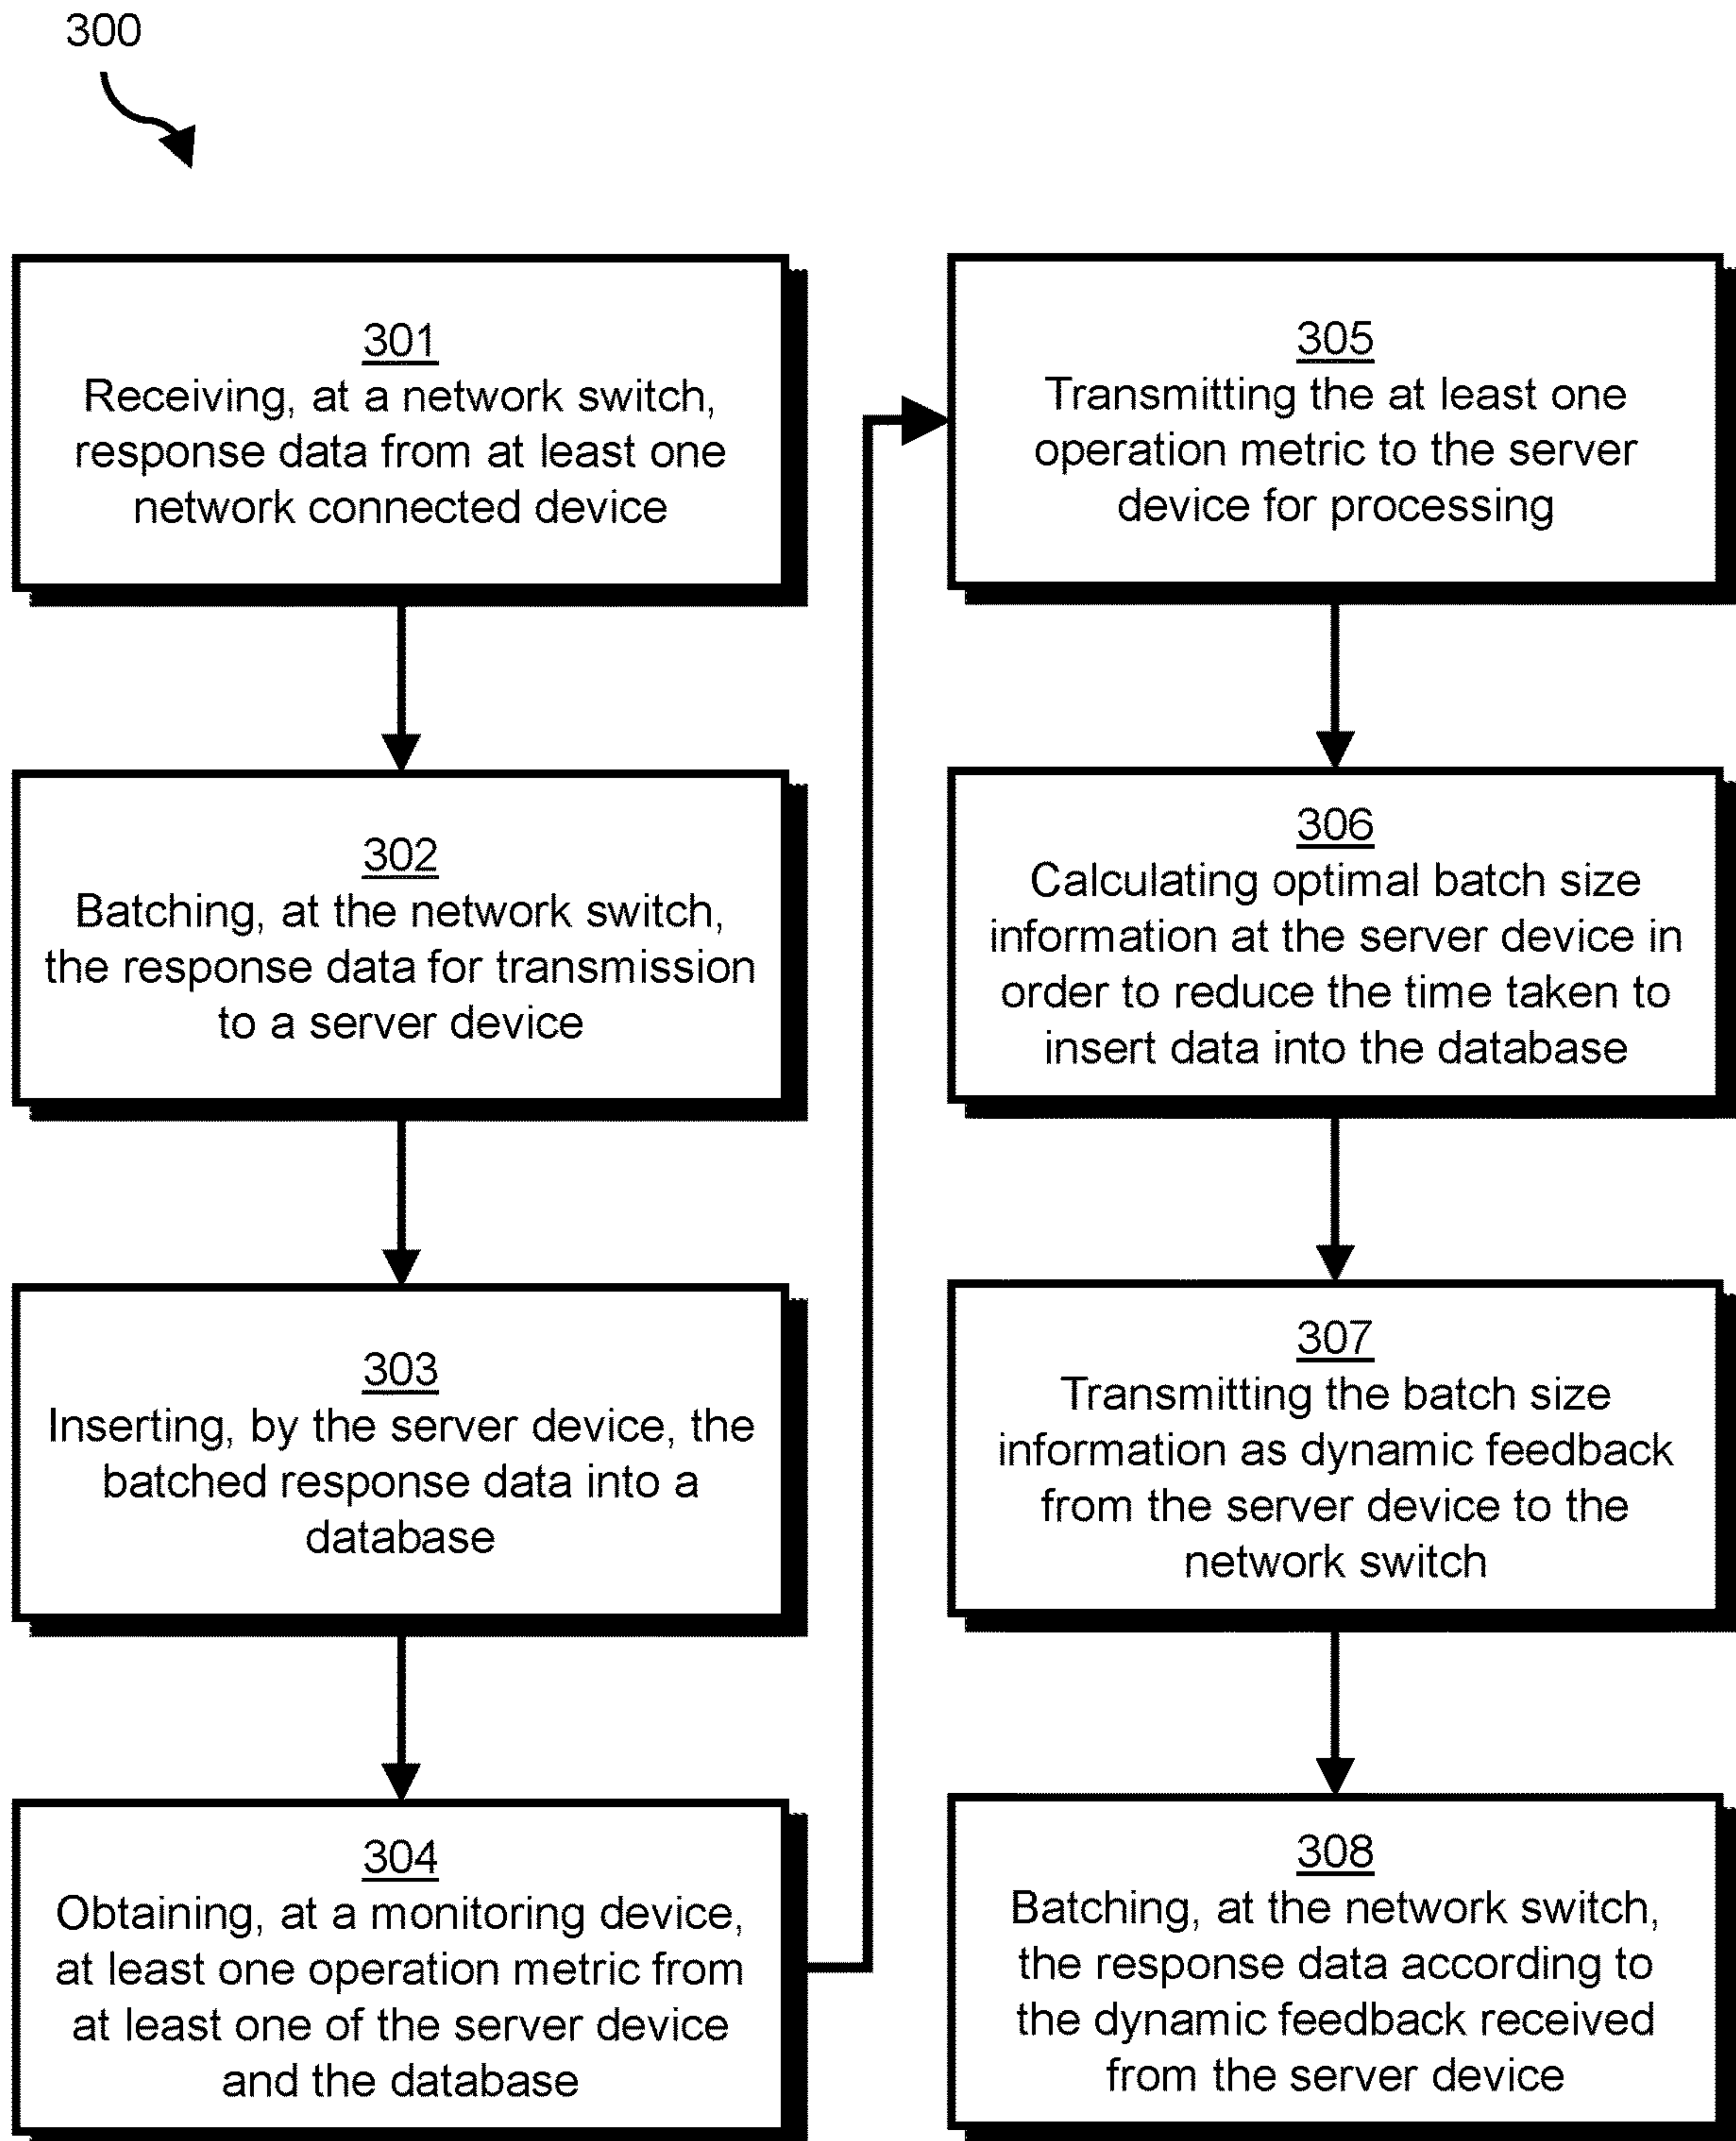 300
301
Receiving, at a network switch,
response data from at least one
network connected device
302
Batching, at the network switch,
the response data for transmission
to a server device
303
Inserting, by the server device, the
batched response data into a
database
304
Obtaining, at a monitoring device,
at least one operation metric from
at least one of the server device
and the database
305
Transmitting the at least one
operation metric to the server
device for processing
306
Calculating optimal batch size
information at the server device in
order to reduce the time taken to
insert data into the database
307
Transmitting the batch size
information as dynamic feedback
from the server device to the
network switch
308
Batching, at the network switch,
the response data according to
the dynamic feedback received
from the server device